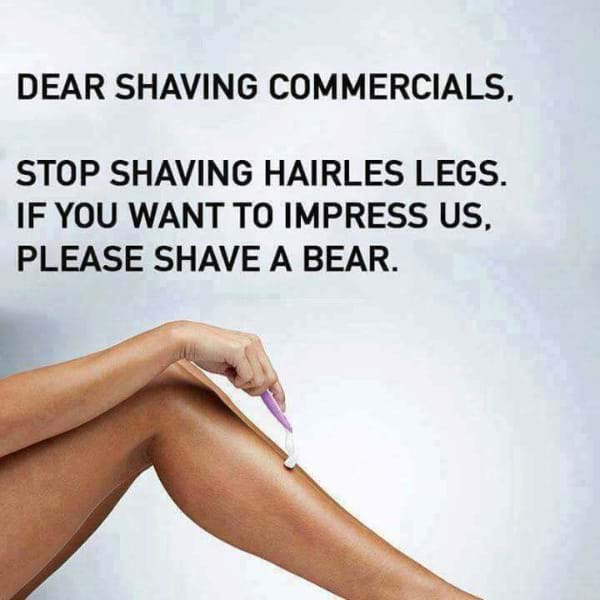 DEAR SHAVING COMMERCIALS,
STOP SHAVING HAIRLES LEGS.
IF YOU WANT TO IMPRESS US,
PLEASE SHAVE A BEAR.